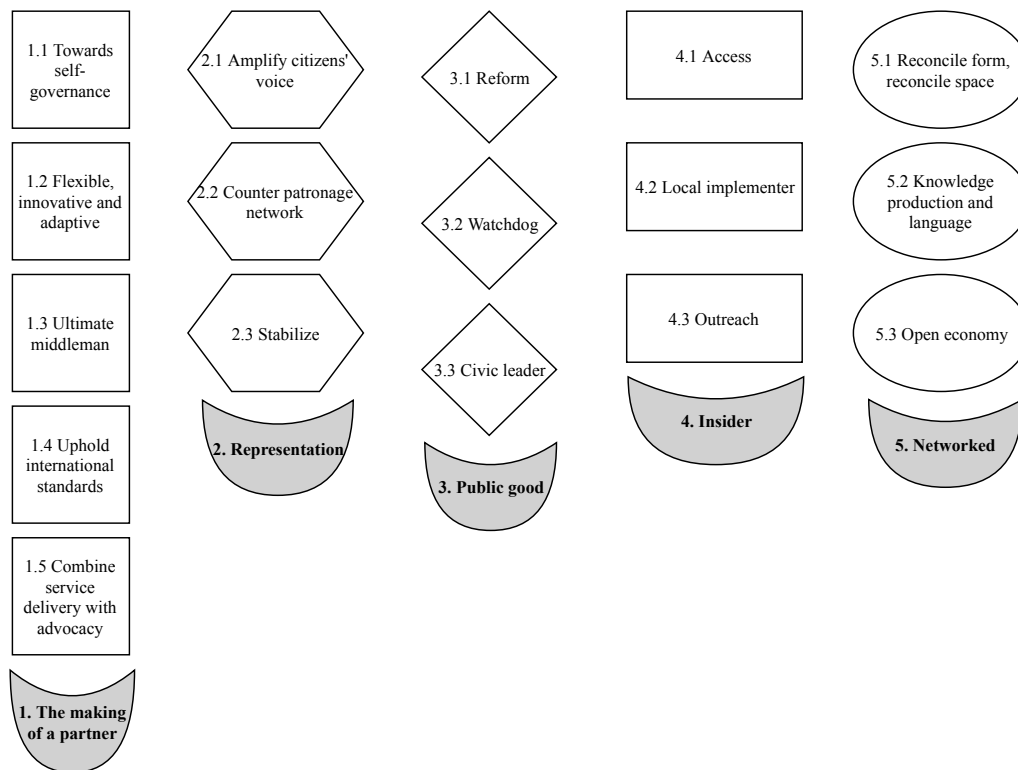 1.1 Towards
self-
governance
1.2 Flexible,
innovative and
adaptive
1.3 Ultimate
middleman
1.4 Uphold
international
standards
1.5 Combine
service
delivery with
advocacy
1. The making
of a partner
2.1 Amplify citizens'
voice
2.2 Counter patronage
network
2.3 Stabilize
2. Representation
3.1 Reform
3.2 Watchdog
3.3 Civic leader
3. Public good
4.1 Access
4.2 Local implementer
4.3 Outreach
4. Insider
5.1 Reconcile form,
reconcile space
5.2 Knowledge
production and
language
5.3 Open economy
5. Networked